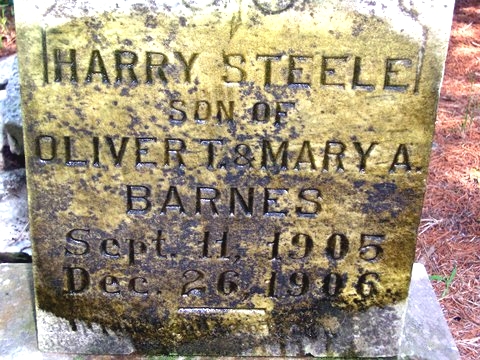 HARRY STEELE
SON OF
OLIVER T. & MARY A.
BARNES
Sept. 11, 1905
Dec. 26, 1906.